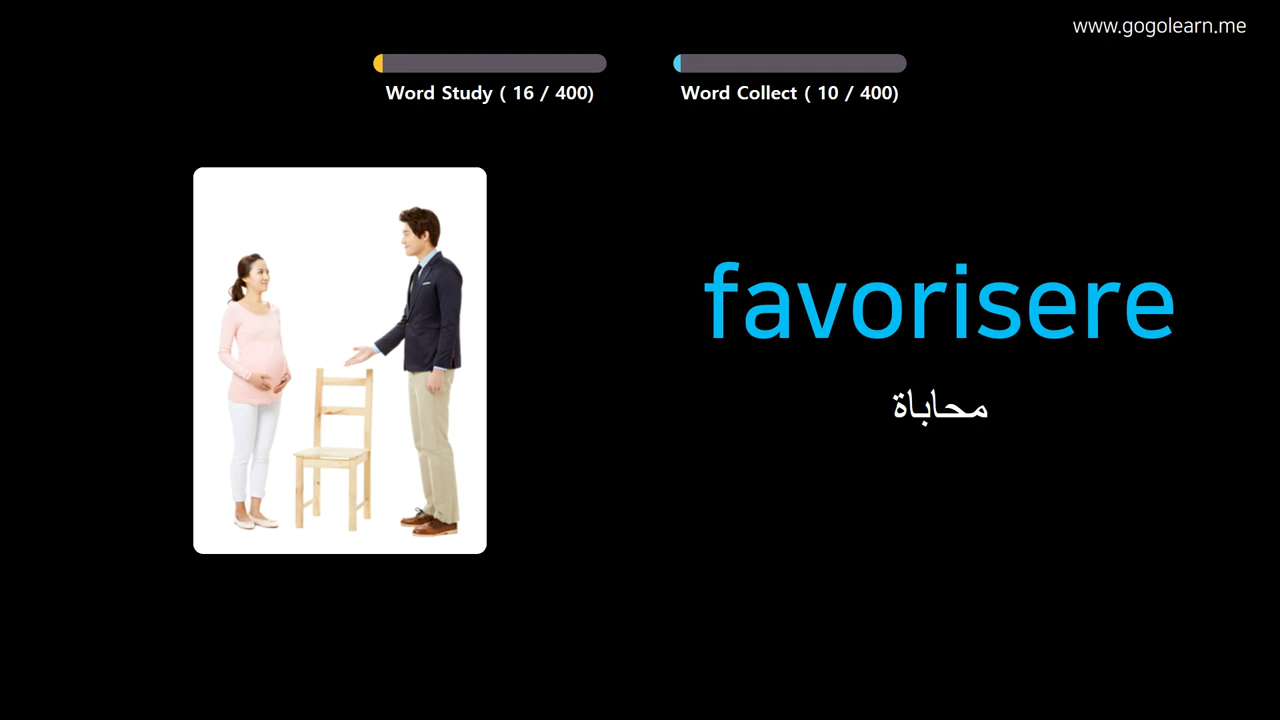 www.gogolearn.me
Word Study ( 16 / 400)
Word Collect ( 10 / 400)
favorisere
محاباة